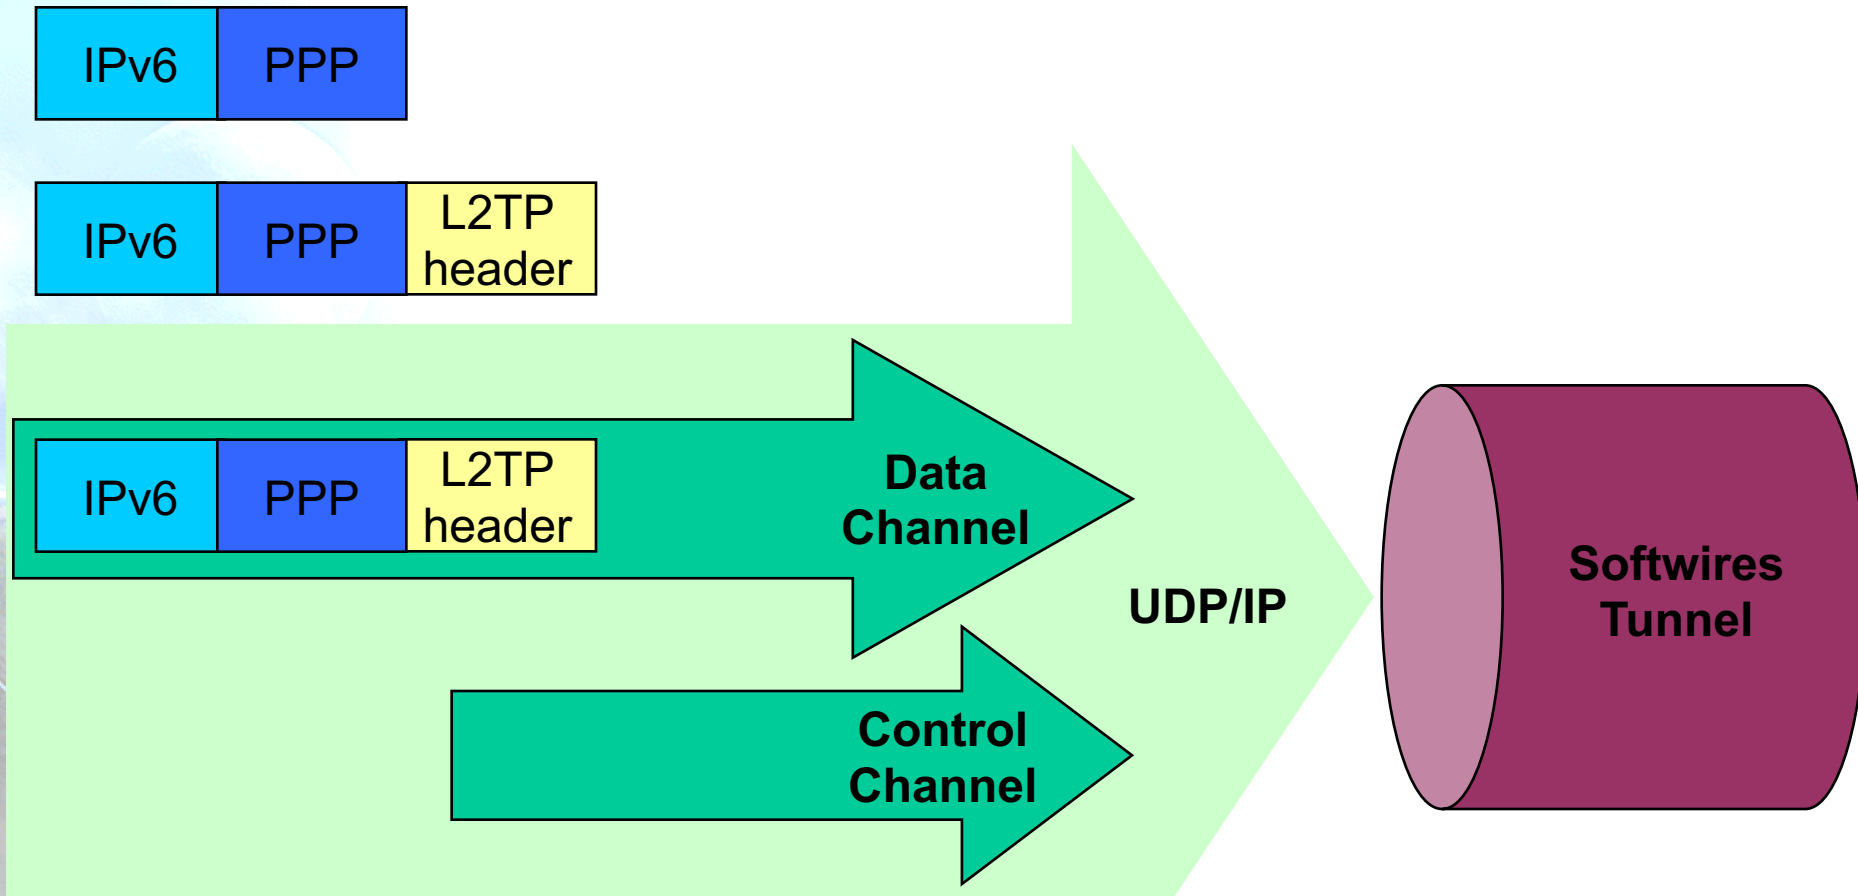 IPv6 PPP
IPv6 PPP L2TP
header
IPv6 PPP L2TP
header
Data
Channel
UDP/IP
Control
Channel
Softwires
Tunnel